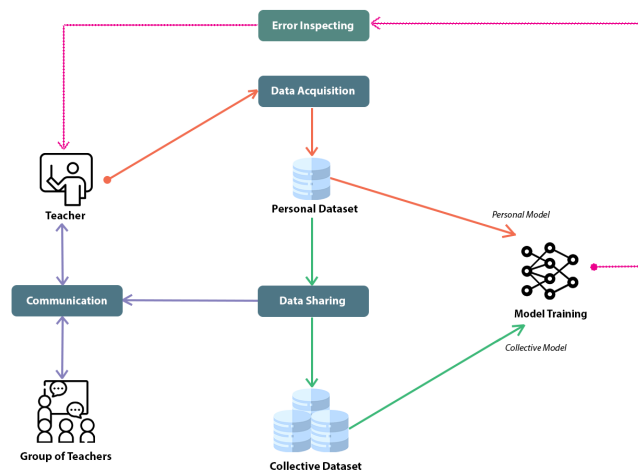 Error Inspecting
Data Acquisition
Teacher
Personal Dataset
Personal Model
Communication
Data Sharing
Model Training
Collective Model
Group of Teachers
Collective Dataset